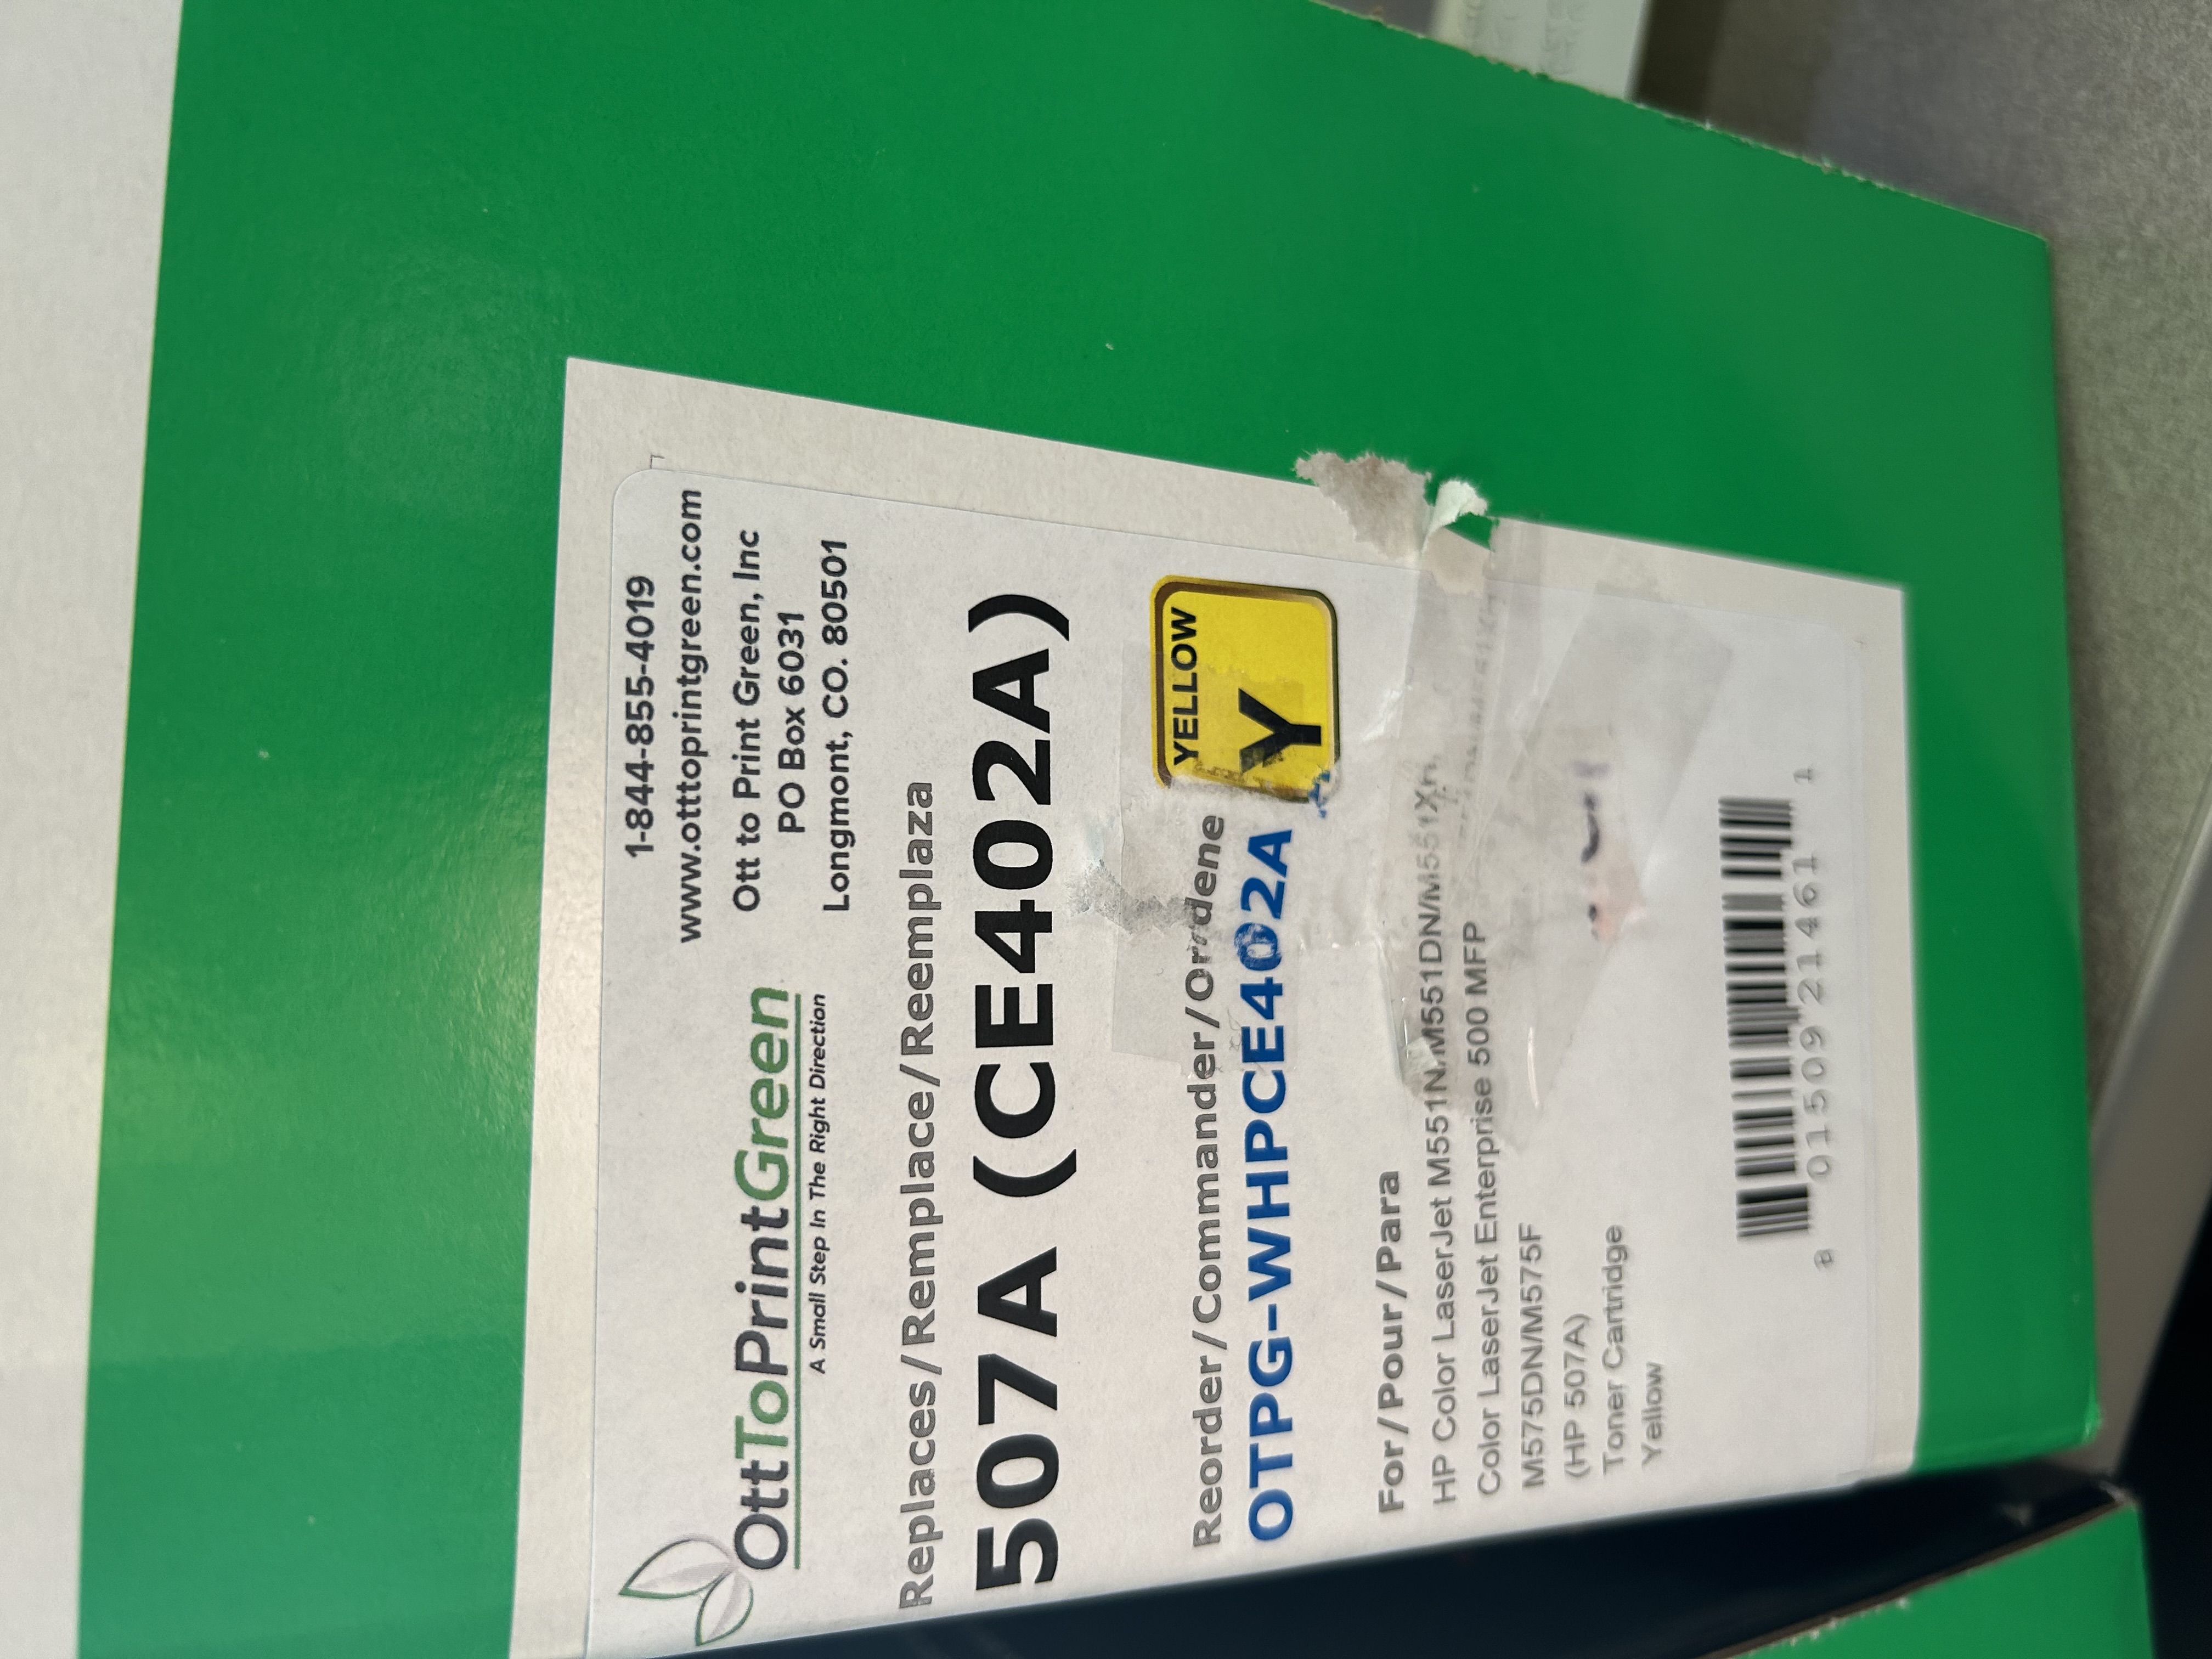 1-844-855-4019
www.ottoprintgreen.com
Ott to Print Green, Inc
PO Box 6031
Longmont, CO. 80501
OttToPrintGreen
A Small Step In The Right Direction
Replaces/Remplace/Reemplaza
507A (CE402A)
Reorder/Commander/Ordene
OTPG-WHPCE402A
YELLOW
Y
For/Pour/Para
HP Color LaserJet M551N/M551DN/M551XH,
Color LaserJet Enterprise 500 MFP
M575DN/M575F
(HP 507A)
Toner Cartridge
Yellow
8 01509 21461 1